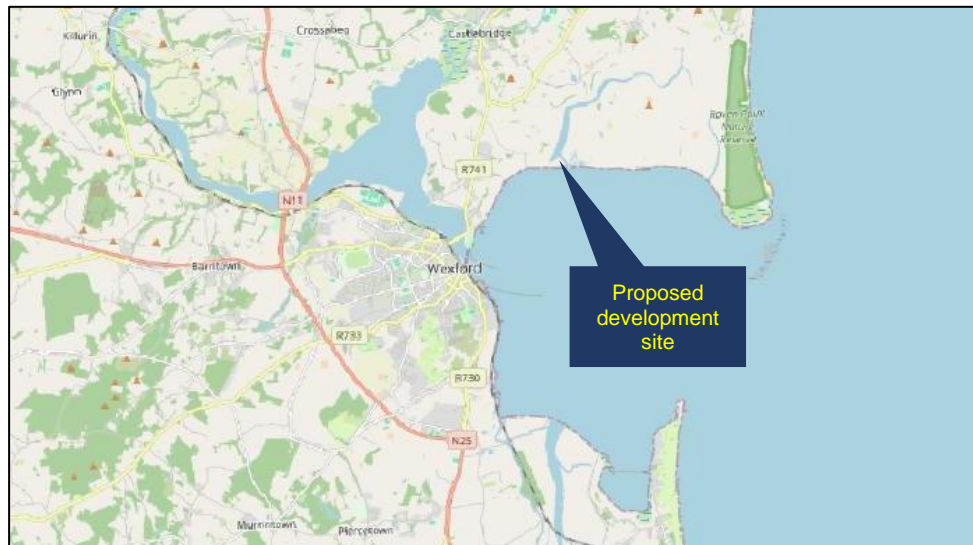 Killurin
Crossabeg
Castlebridge
Glynn
Raven Point
Nature
Reserve
R741
N11
Barntown
Wexford
Proposed
development
site
R733
R730
N25
Murrintown
Piercetown